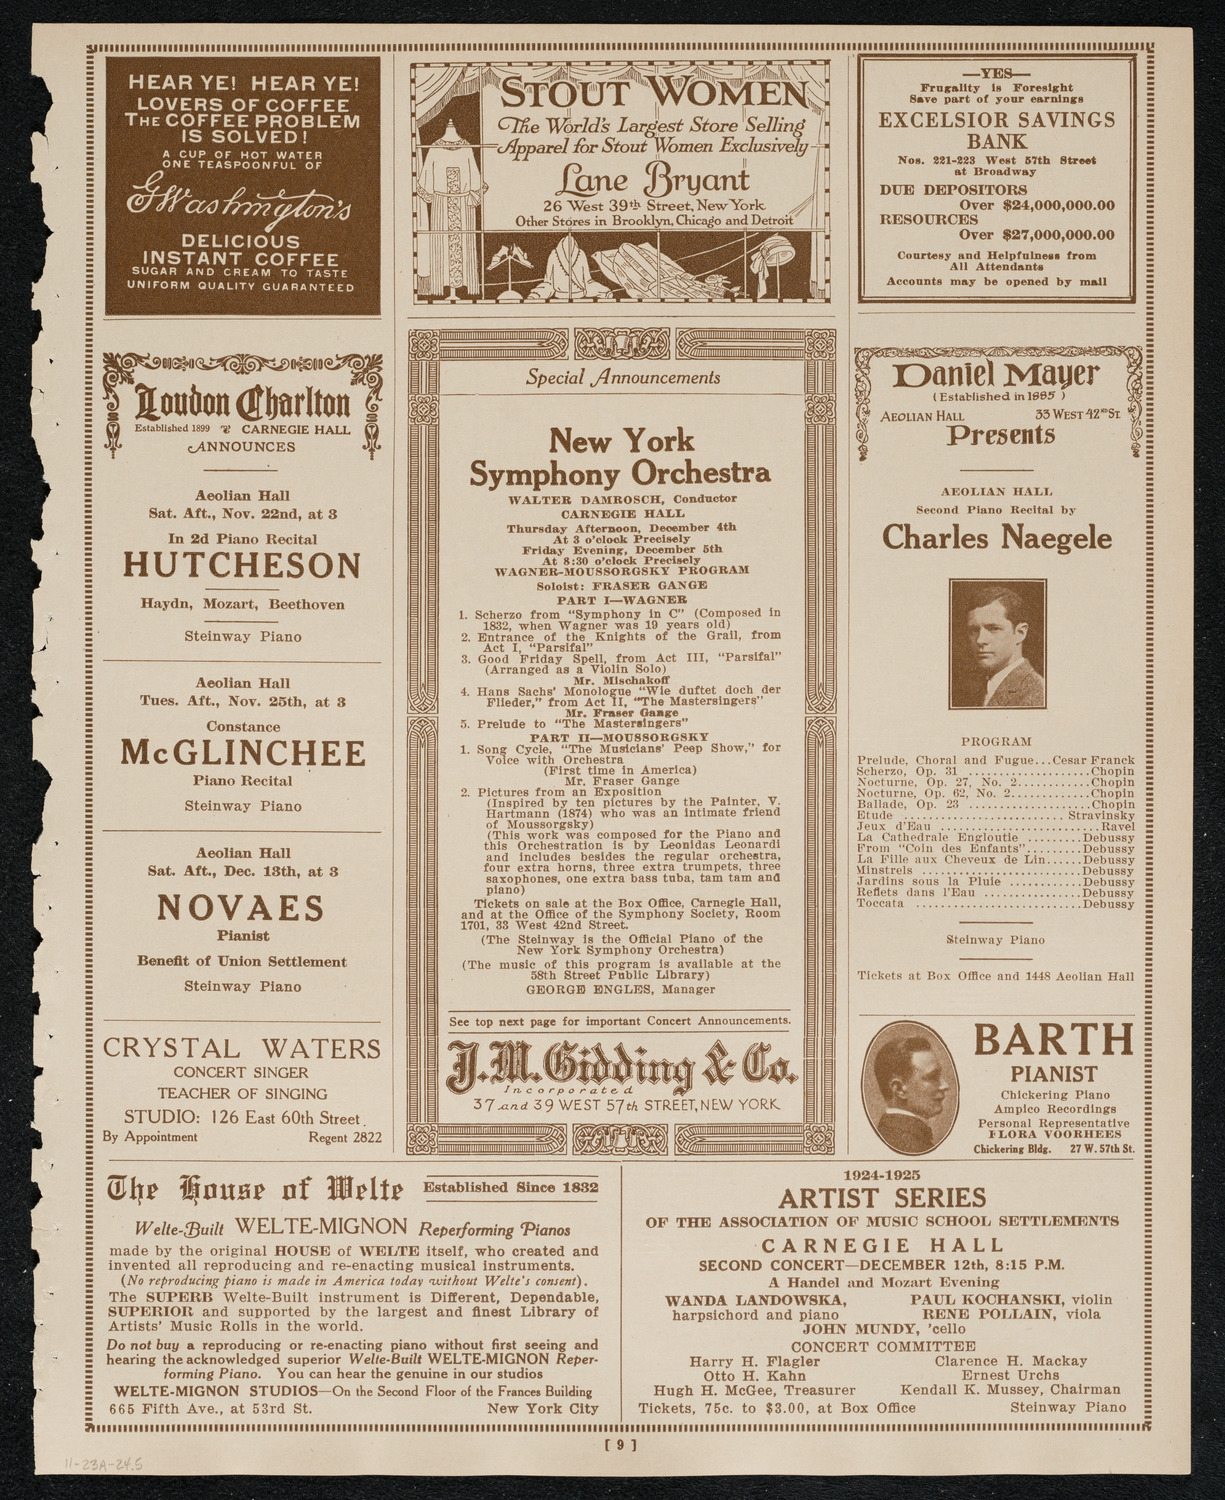 HEAR YE! HEAR YE!
LOVERS OF COFFEE
THE COFFEE PROBLEM
IS SOLVED!
A CUP OF HOT WATER
ONE TEASPOONFUL OF
G Washington's
DELICIOUS
INSTANT COFFEE
SUGAR AND CREAM TO TASTE
UNIFORM QUALITY GUARANTEED
STOUT WOMEN
The World's Largest Store Selling
Apparel for Stout Women Exclusively
Lane Bryant
26 West 39th Street, New York
Other Stores in Brooklyn, Chicago and Detroit
—YES—
Frugality is Foresight
Save part of your earnings
EXCELSIOR SAVINGS
BANK
Nos. 221-223 West 57th Street
at Broadway
DUE DEPOSITORS
Over $24,000,000.00
RESOURCES
Over $27,000,000.00
Courtesy and Helpfulness from
All Attendants
Accounts may be opened by mail
Loudon Charlton
Established 1899 CARNEGIE HALL
ANNOUNCES
Aeolian Hall
Sat. Aft., Nov. 22nd, at 3
In 2d Piano Recital
HUTCHESON
Haydn, Mozart, Beethoven
Steinway Piano
Aeolian Hall
Tues. Aft., Nov. 25th, at 3
Constance
McGLINCHEE
Piano Recital
Steinway Piano
Aeolian Hall
Sat. Aft., Dec. 13th, at 3
NOVAES
Pianist
Benefit of Union Settlement
Steinway Piano
CRYSTAL WATERS
CONCERT SINGER
TEACHER OF SINGING
STUDIO: 126 East 60th Street
By Appointment Regent 2822
Special Announcements
New York
Symphony Orchestra
WALTER DAMROSCH, Conductor
CARNEGIE HALL
Thursday Afternoon, December 4th
At 3 o'clock Precisely
Friday Evening, December 5th
At 8:30 o'clock Precisely
WAGNER-MOUSSORGSKY PROGRAM
Soloist: FRASER GANGE
PART I—WAGNER
1. Scherzo from "Symphony in C" (Composed in
1832, when Wagner was 19 years old)
2. Entrance of the Knights of the Grail, from
Act I, "Parsifal"
3. Good Friday Spell, from Act III, "Parsifal"
(Arranged as a Violin Solo)
Mr. Mischakoff
4. Hans Sachs' Monologue "Wie duftet doch der
Flieder," from Act II, "The Mastersingers"
Mr. Fraser Gange
5. Prelude to "The Mastersingers"
PART II—MOUSSORGSKY
1. Song Cycle, "The Musicians' Peep Show," for
Voice with Orchestra
(First time in America)
Mr. Fraser Gange
2. Pictures from an Exposition
(Inspired by ten pictures by the Painter, V.
Hartmann (1874) who was an intimate friend
of Moussorgsky)
(This work was composed for the Piano and
this Orchestration is by Leonidas Leonardi
and includes besides the regular orchestra,
four extra horns, three extra trumpets, three
saxophones, one extra bass tuba, tam tam and
piano)
Tickets on sale at the Box Office, Carnegie Hall,
and at the Office of the Symphony Society, Room
1701, 33 West 42nd Street.
(The Steinway is the Official Piano of the
New York Symphony Orchestra)
(The music of this program is available at the
58th Street Public Library)
GEORGE ENGLES, Manager
See top next page for important Concert Announcements.
J.M. Gidding & Co.
Incorporated
37 and 39 WEST 57th STREET, NEW YORK
Daniel Mayer
(Established in 1885)
AEOLIAN HALL 33 WEST 42ND ST.
Presents
AEOLIAN HALL
Second Piano Recital by
Charles Naegele
PROGRAM
Prelude, Choral and Fugue...Cesar Franck
Scherzo, Op. 31 ....................Chopin
Nocturne, Op. 27, No. 2............Chopin
Nocturne, Op. 62, No. 2............Chopin
Ballade, Op. 23 ...................Chopin
Etude .......................... Stravinsky
Jeux d'Eau ..........................Ravel
La Cathedrale Engloutie .........Debussy
From "Coin des Enfants".........Debussy
La Fille aux Cheveux de Lin......Debussy
Minstrels ..........................Debussy
Jardins sous la Pluie ...........Debussy
Reflets dans l'Eau ...............Debussy
Toccata ............................Debussy
Steinway Piano
Tickets at Box Office and 1448 Aeolian Hall
BARTH
PIANIST
Chickering Piano
Ampico Recordings
Personal Representative
FLORA VOORHEES
Chickering Bldg. 27 W. 57th St.
The House of Welte Established Since 1832
Welte-Built WELTE-MIGNON Reperforming Pianos
made by the original HOUSE of WELTE itself, who created and
invented all reproducing and re-enacting musical instruments.
(No reproducing piano is made in America today without Welte's consent).
The SUPERB Welte-Built instrument is Different, Dependable,
SUPERIOR and supported by the largest and finest Library of
Artists' Music Rolls in the world.
Do not buy a reproducing or re-enacting piano without first seeing and
hearing the acknowledged superior Welte-Built WELTE-MIGNON Reper-
forming Piano. You can hear the genuine in our studios
WELTE-MIGNON STUDIOS—On the Second Floor of the Frances Building
665 Fifth Ave., at 53rd St. New York City
1924-1925
ARTIST SERIES
OF THE ASSOCIATION OF MUSIC SCHOOL SETTLEMENTS
CARNEGIE HALL
SECOND CONCERT—DECEMBER 12th, 8:15 P.M.
A Handel and Mozart Evening
WANDA LANDOWSKA, PAUL KOCHANSKI, violin
harpsichord and piano RENE POLLAIN, viola
JOHN MUNDY, 'cello
CONCERT COMMITTEE
Harry H. Flagler Clarence H. Mackay
Otto H. Kahn Ernest Urchs
Hugh H. McGee, Treasurer Kendall K. Mussey, Chairman
Tickets, 75c. to $3.00, at Box Office Steinway Piano
[ 9 ]
11-23A-24.5